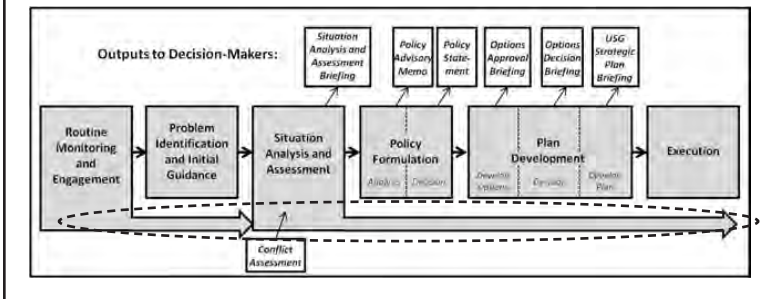 Outputs to Decision-Makers:
Situation
Analysis and
Assessment
Briefing
Policy
Advisory
Memo
Policy
State-
ment
Options
Approval
Briefing
Options
Decision
Briefing
USG
Strategic
Plan
Briefing
Routine
Monitoring
and
Engagement
Problem
Identification
and Initial
Guidance
Situation
Analysis and
Assessment
Policy
Formulation
Analysis
Decision
Plan
Development
Develop
Options
Decision
Develop
Plan
Execution
Conflict
Assessment